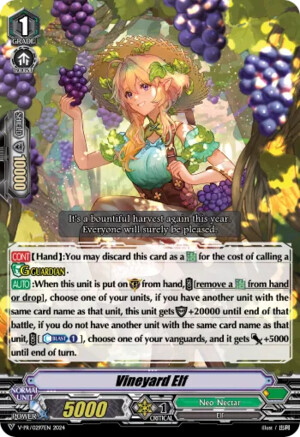 1
GRADE
BOOST
SHIELD
10000
It's a bountiful harvest again this year.
Everyone will surely be pleased.
CONT [Hand]:You may discard this card as a for the cost of calling a
G GUARDIAN .
AUTO :When this unit is put on from hand, [remove a from hand
or drop], choose one of your units, if you have another unit with the
same card name as that unit, this unit gets +20000 until end of that
battle, if you do not have another unit with the same card name as that
unit, [BLAST 1], choose one of your vanguards, and it gets +5000
until end of turn.
Vineyard Elf
NORMAL
UNIT
POWER
5000
1
CRITICAL
Neo Nectar
Elf
V-PR/0297EN 2024
illust / 出利